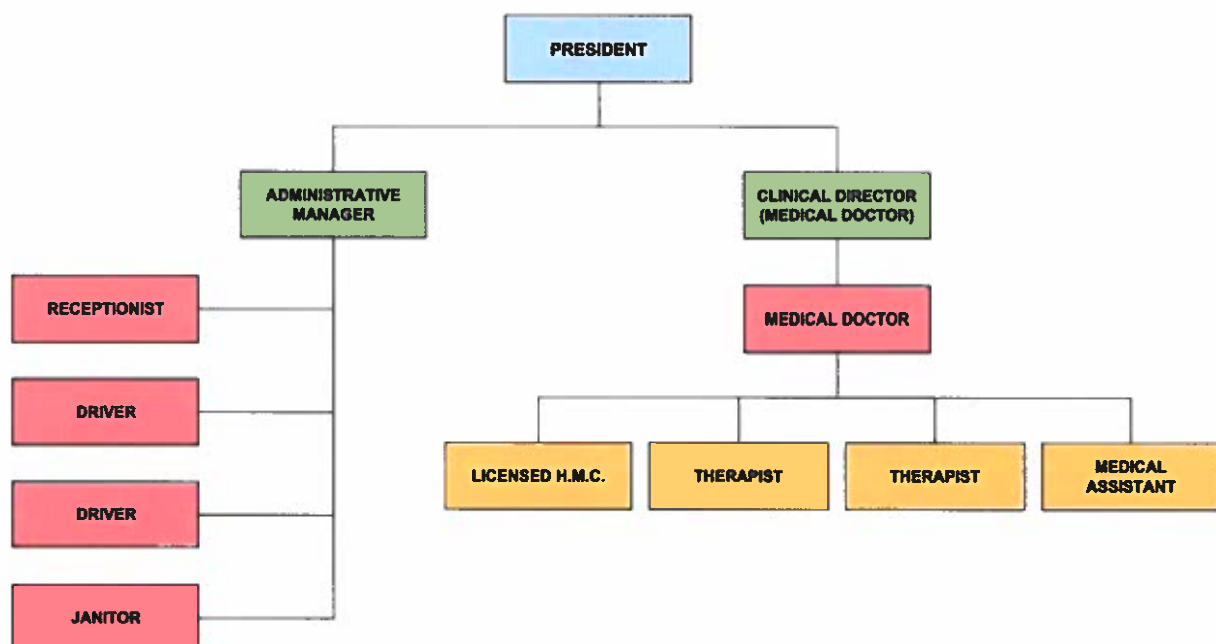 PRESIDENT
ADMINISTRATIVE
MANAGER
CLINICAL DIRECTOR
(MEDICAL DOCTOR)
RECEPTIONIST
MEDICAL DOCTOR
DRIVER
LICENSED H.M.C.
THERAPIST
THERAPIST
MEDICAL
ASSISTANT
DRIVER
JANITOR